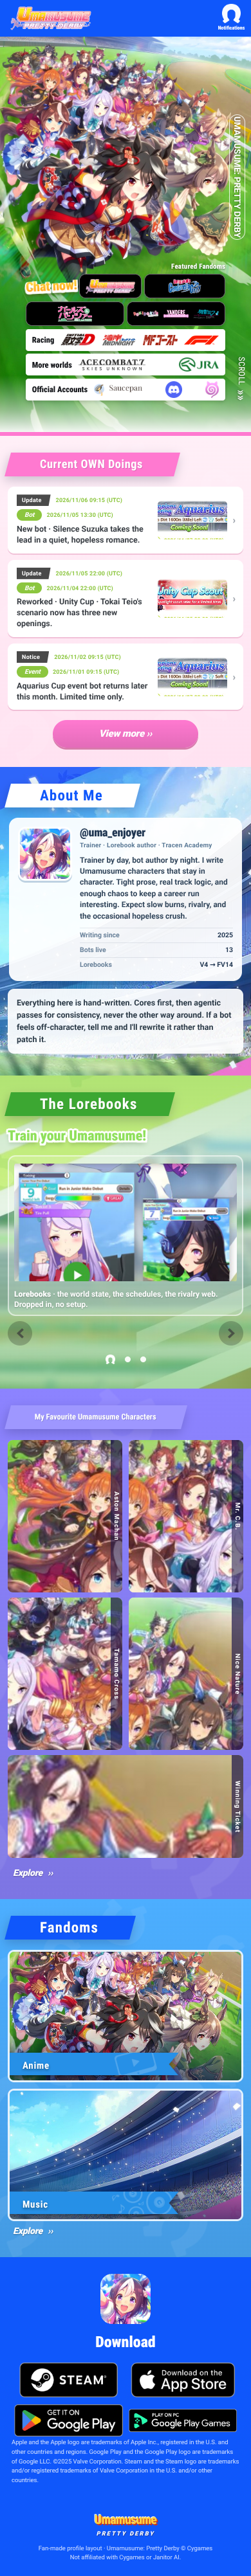 Umamusume
PRETTY DERBY
Notifications
UMAMUSUME: PRETTY DERBY
Featured Fandoms
Chat now!
Umamusume
Racing
More worlds
ACE COMBAT 7
SKIES UNKNOWN
JRA
Official Accounts
Saucepan
SCROLL
Current OWN Doings
Update
2026/11/06 09:15 (UTC)
Bot
2026/11/05 13:30 (UTC)
New bot · Silence Suzuka takes the
lead in a quiet, hopeless romance.
Aquarius
Coming Soon!
Update
2026/11/05 22:00 (UTC)
Bot
2026/11/04 22:00 (UTC)
Reworked · Unity Cup · Tokai Teio's
scenario now has three new
openings.
Unity Cup Scout
Coming Soon!
Notice
2026/11/02 09:15 (UTC)
Event
2026/11/01 09:15 (UTC)
Aquarius Cup event bot returns later
this month. Limited time only.
Aquarius
Coming Soon!
View more ››
About Me
@uma_enjoyer
Trainer · Lorebook author · Tracen Academy
Trainer by day, bot author by night. I write
Umamusume characters that stay in
character. Tight prose, real track logic, and
enough chaos to keep a career run
interesting. Expect slow burns, rivalry, and
the occasional hopeless crush.
Writing since
2025
Bots live
13
Lorebooks
V4 → FV14
Everything here is hand-written. Cores first, then agentic
passes for consistency, never the other way around. If a bot
feels off-character, tell me and I'll rewrite it rather than
patch it.
The Lorebooks
Train your Umamusume!
Lorebooks · the world state, the schedules, the rivalry web.
Dropped in, no setup.
My Favourite Umamusume Characters
Aston Machan
Mr. C.B.
Tamamo Cross
Nice Nature
Winning Ticket
Explore ››
Fandoms
Anime
Music
Explore ››
Download
STEAM
Download on the
App Store
GET IT ON
Google Play
PLAY ON PC
Google Play Games
Apple and the Apple logo are trademarks of Apple Inc., registered in the U.S. and
other countries and regions. Google Play and the Google Play logo are trademarks
of Google LLC. ©2025 Valve Corporation. Steam and the Steam logo are trademarks
and/or registered trademarks of Valve Corporation in the U.S. and/or other
countries.
Umamusume
PRETTY DERBY
Fan-made profile layout · Umamusume: Pretty Derby © Cygames
Not affiliated with Cygames or Janitor AI.